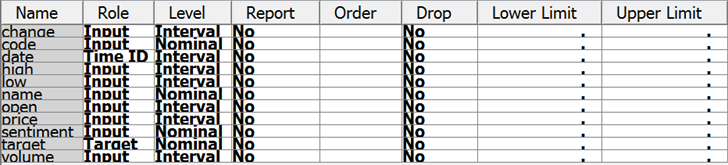 Name Role Level Report Order Drop Lower Limit Upper Limit
change Input Interval No No . .
code Input Nominal No No . .
date Time ID Interval No No . .
high Input Interval No No . .
low Input Interval No No . .
name Input Nominal No No . .
open Input Interval No No . .
price Input Interval No No . .
sentiment Input Nominal No No . .
target Target Nominal No No . .
volume Input Interval No No . .